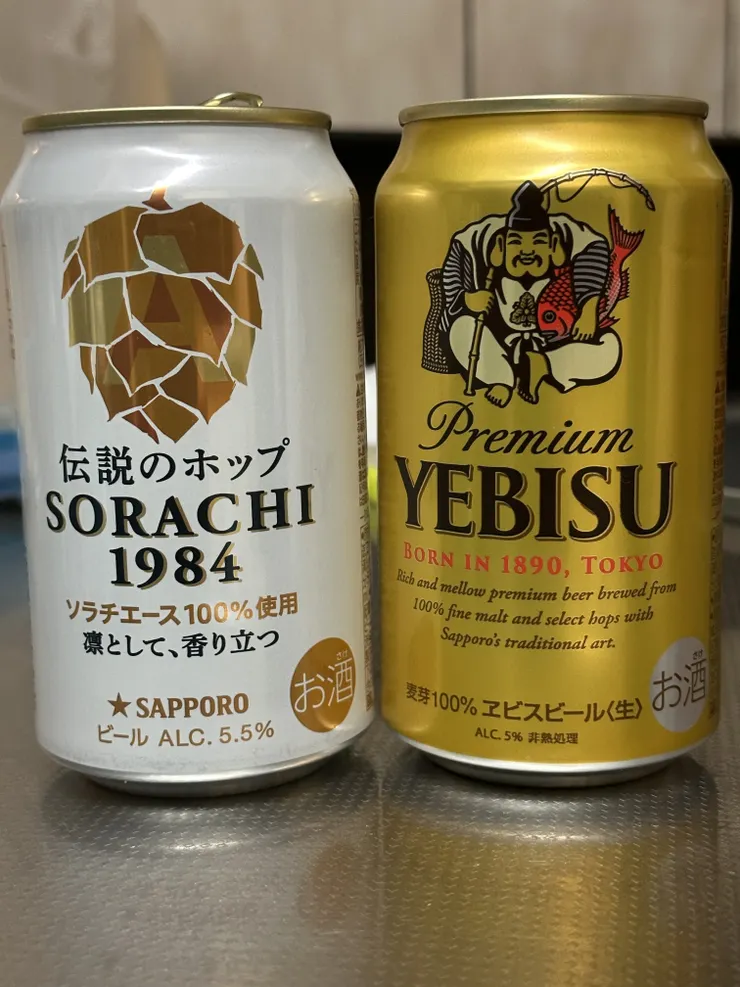 伝説のホップ
SORACHI
1984
ソラチエース100%使用
凛として、香り立つ
お酒
★SAPPORO
ビール ALC. 5.5%
Premium
YEBISU
BORN IN 1890, TOKYO
Rich and mellow premium beer brewed from
100% fine malt and select hops with
Sapporo's traditional art.
さけ
お酒
麦芽100% ヱビスビール〈生〉
ALC. 5% 非熱処理